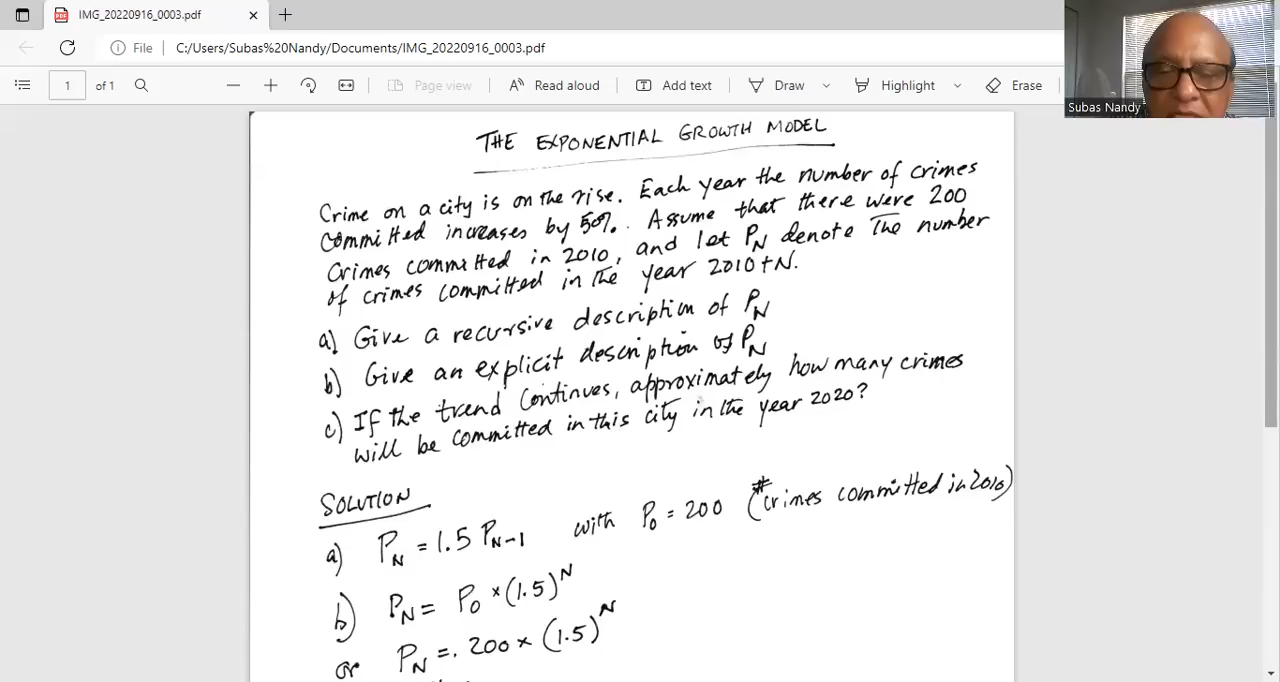 IMG_20220916_0003.pdf
File
C:/Users/Subas%20Nandy/Documents/IMG_20220916_0003.pdf
1
of 1
Page view
Read aloud
Add text
Draw
Highlight
Erase
Subas Nandy
THE EXPONENTIAL GROWTH MODEL
Crime on a city is on the rise. Each year the number of crimes
committed increases by 50%. Assume that there were 200
crimes committed in 2010, and let P_N denote The number
of crimes committed in the year 2010+N.
a) Give a recursive description of P_N
b) Give an explicit description of P_N
c) If the trend continues, approximately how many crimes
will be committed in this city in the year 2020?
SOLUTION
a) P_N = 1.5 P_N-1 with P_0 = 200 (# crimes committed in 2010)
b) P_N = P_0 × (1.5)^N
or P_N =. 200 × (1.5)^N